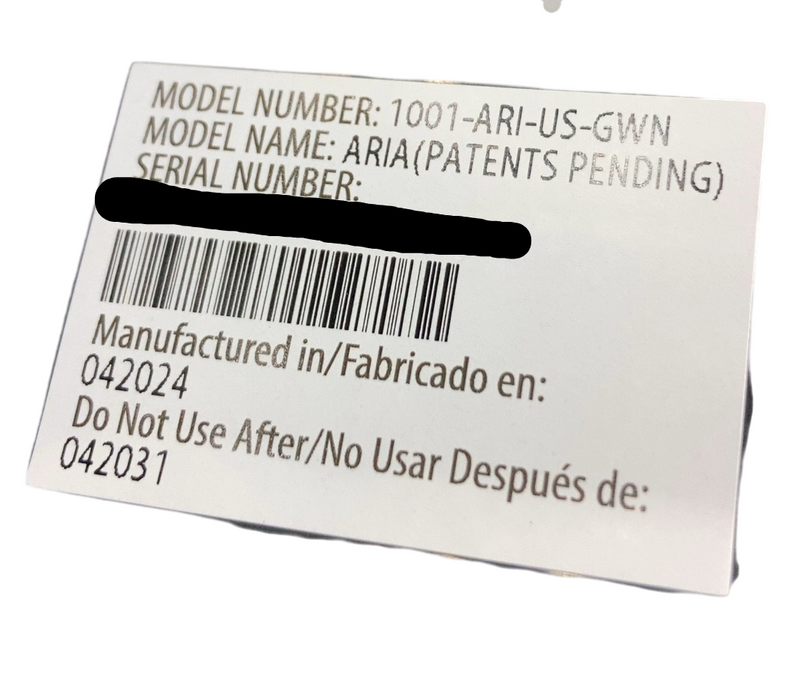 MODEL NUMBER: 1001-ARI-US-GWN
MODEL NAME: ARIA(PATENTS PENDING)
SERIAL NUMBER:
Manufactured in/Fabricado en:
042024
Do Not Use After/No Usar Después de:
042031